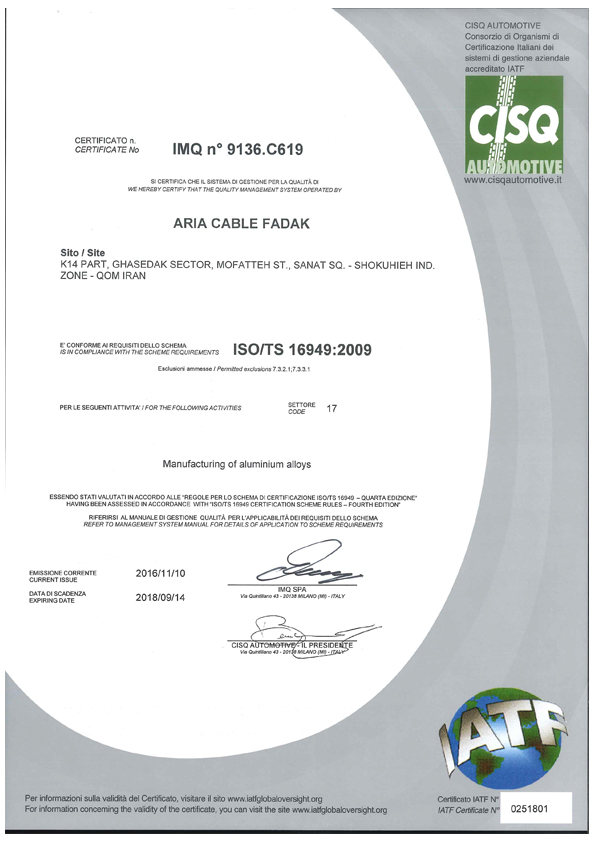 CISQ AUTOMOTIVE
Consorzio di Organismi di
Certificazione Italiani dei
sistemi di gestione aziendale
accreditato IATF
CISQ
AUTOMOTIVE
www.cisqautomotive.it
CERTIFICATO n.
CERTIFICATE No
IMQ n° 9136.C619
SI CERTIFICA CHE IL SISTEMA DI GESTIONE PER LA QUALITÀ DI
WE HEREBY CERTIFY THAT THE QUALITY MANAGEMENT SYSTEM OPERATED BY
ARIA CABLE FADAK
Sito / Site
K14 PART, GHASEDAK SECTOR, MOFATTEH ST., SANAT SQ. - SHOKUHIEH IND.
ZONE - QOM IRAN
E' CONFORME AI REQUISITI DELLO SCHEMA
IS IN COMPLIANCE WITH THE SCHEME REQUIREMENTS
ISO/TS 16949:2009
Esclusioni ammesse / Permitted exclusions 7.3.2.1;7.3.3.1
PER LE SEGUENTI ATTIVITA' / FOR THE FOLLOWING ACTIVITIES
SETTORE
CODE
17
Manufacturing of aluminium alloys
ESSENDO STATI VALUTATI IN ACCORDO ALLE "REGOLE PER LO SCHEMA DI CERTIFICAZIONE ISO/TS 16949 – QUARTA EDIZIONE"
HAVING BEEN ASSESSED IN ACCORDANCE WITH "ISO/TS 16949 CERTIFICATION SCHEME RULES – FOURTH EDITION"
RIFERIRSI AL MANUALE DI GESTIONE QUALITÀ PER L'APPLICABILITÀ DEI REQUISITI DELLO SCHEMA
REFER TO MANAGEMENT SYSTEM MANUAL FOR DETAILS OF APPLICATION TO SCHEME REQUIREMENTS
EMISSIONE CORRENTE
CURRENT ISSUE
2016/11/10
DATA DI SCADENZA
EXPIRING DATE
2018/09/14
IMQ SPA
Via Quintiliano 43 - 20138 MILANO (MI) - ITALY
CISQ AUTOMOTIVE - IL PRESIDENTE
Via Quintiliano 43 - 20138 MILANO (MI) - ITALY
IATF
Per informazioni sulla validità del Certificato, visitare il sito www.iatfglobaloversight.org
For information concerning the validity of the certificate, you can visit the site www.iatfglobaloversight.org
Certificato IATF N°
IATF Certificate N°
0251801